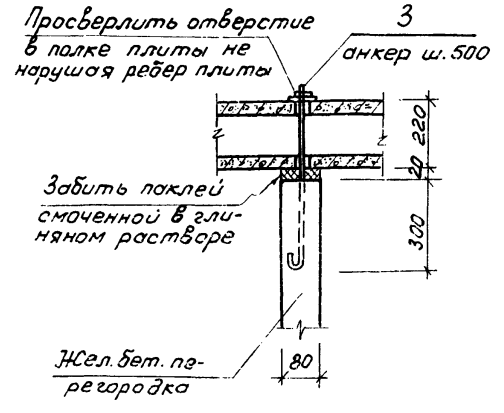 Просверлить отверстие
в полке плиты не
нарушая ребер плиты
3
анкер ш. 500
220
20
300
Забить паклей
смоченной в гли-
няном растворе
Жел. бет. пе-
регородка
80